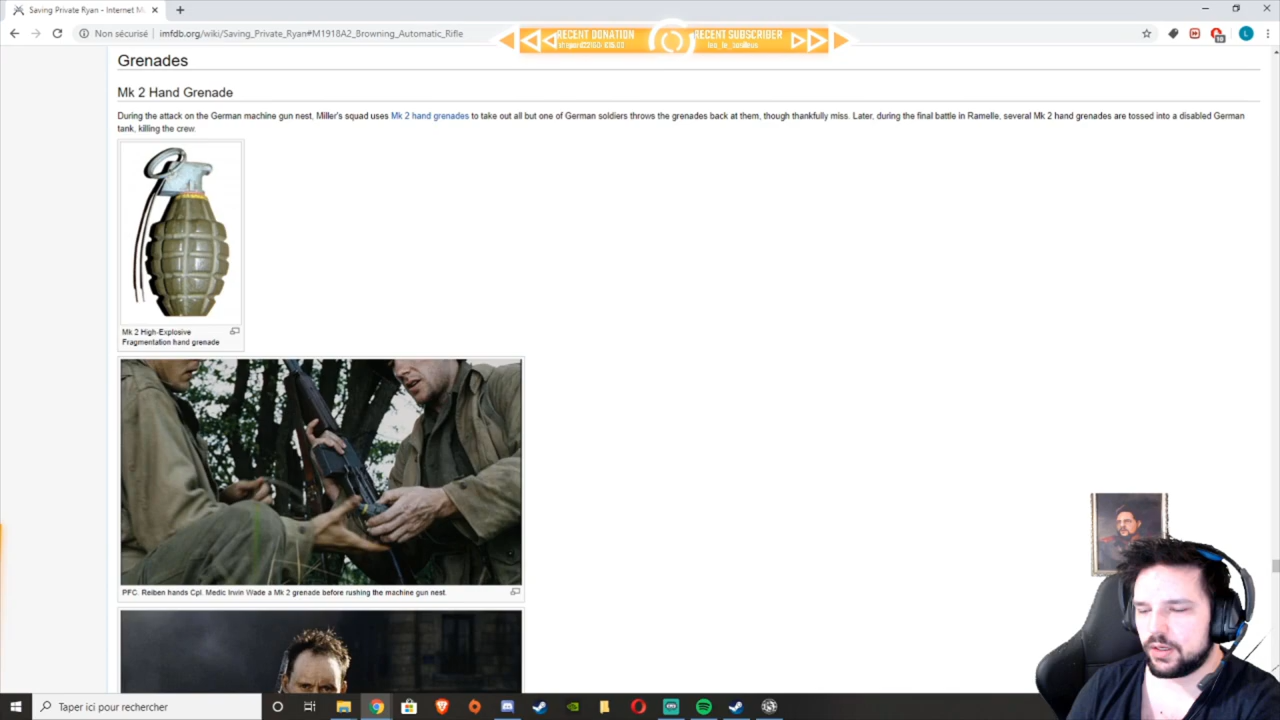 Saving Private Ryan - Internet M
Non sécurisé
imfdb.org/wiki/Saving_Private_Ryan#M1918A2_Browning_Automatic_Rifle
RECENT DONATION
RECENT SUBSCRIBER
10
L
Grenades
Mk 2 Hand Grenade
During the attack on the German machine gun nest, Miller's squad uses Mk 2 hand grenades to take out all but one of German soldiers throws the grenades back at them, though thankfully miss. Later, during the final battle in Ramelle, several Mk 2 hand grenades are tossed into a disabled German
tank, killing the crew.
Mk 2 High-Explosive
Fragmentation hand grenade
PFC. Reiben hands Cpl. Medic Irwin Wade a Mk 2 grenade before rushing the machine gun nest.
Taper ici pour rechercher